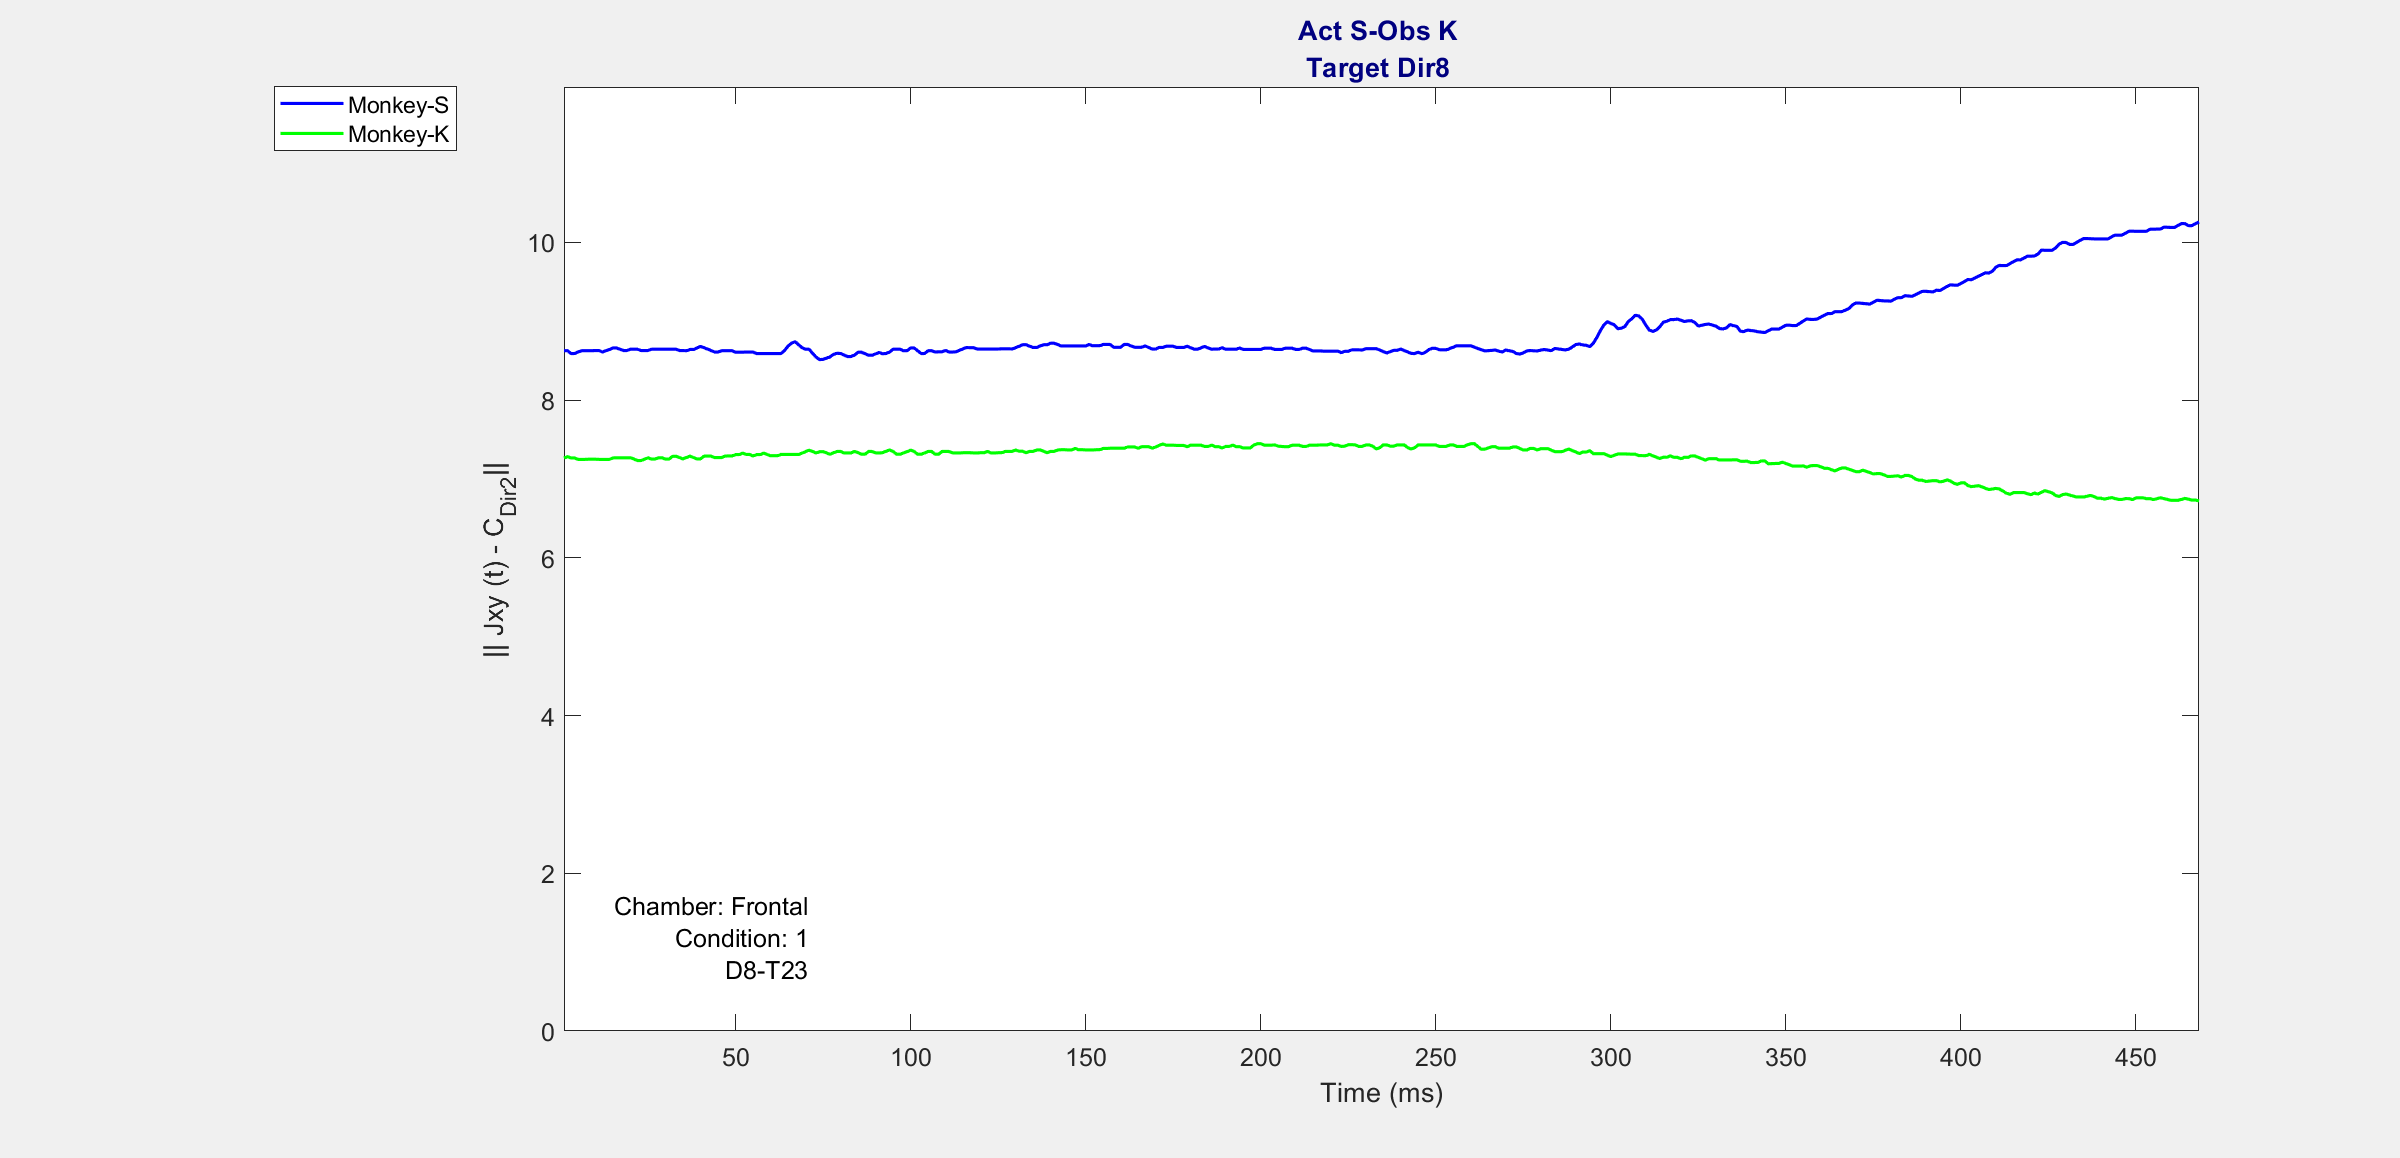 Act S-Obs K
Target Dir8
Monkey-S
Monkey-K
|| Jxy (t) - C_Dir2||
10
8
6
4
2
0
Chamber: Frontal
Condition: 1
D8-T23
50 100 150 200 250 300 350 400 450
Time (ms)